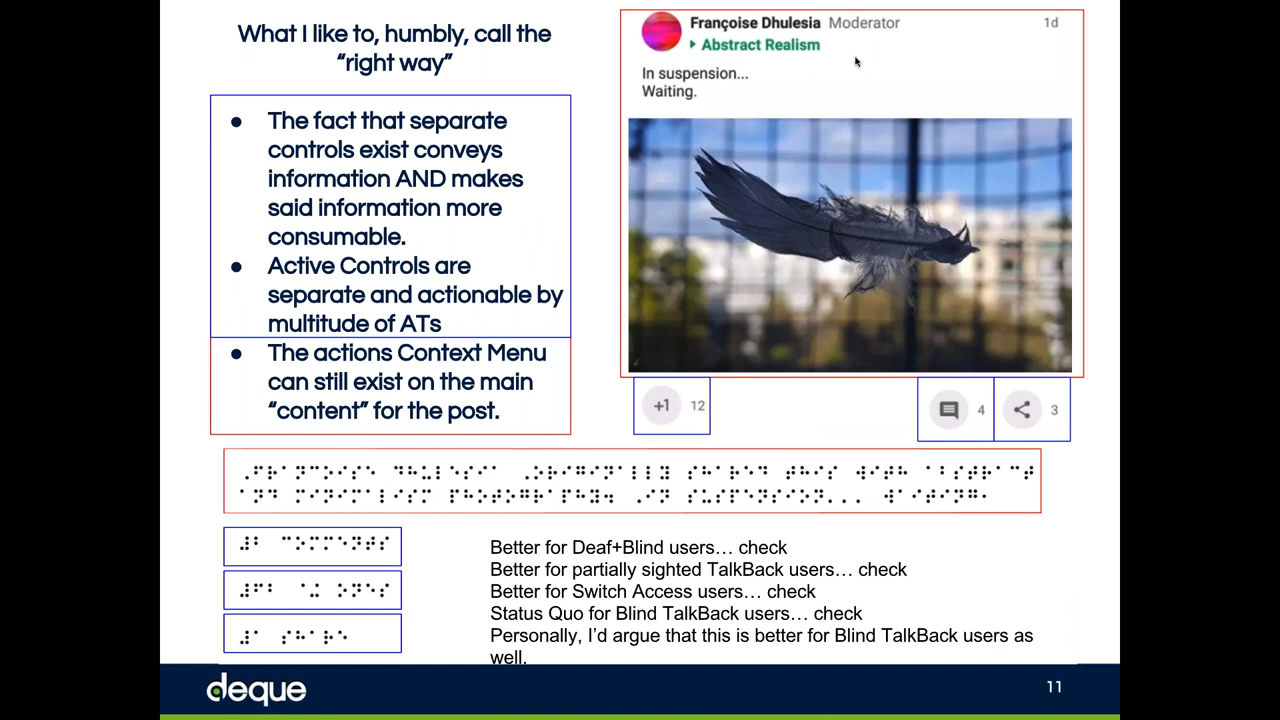 What I like to, humbly, call the
“right way”
● The fact that separate
controls exist conveys
information AND makes
said information more
consumable.
● Active Controls are
separate and actionable by
multitude of ATs
● The actions Context Menu
can still exist on the main
“content” for the post.
Françoise Dhulesia Moderator 1d
Abstract Realism
In suspension...
Waiting.
+1 12 4 3
⠠⠋⠗⠁⠝⠉⠕⠊⠎⠑ ⠙⠓⠥⠇⠑⠎⠊⠁ ⠠⠕⠗⠊⠛⠊⠝⠁⠇⠇⠽ ⠎⠓⠁⠗⠑⠙ ⠞⠓⠊⠎ ⠺⠊⠞⠓ ⠁⠃⠎⠞⠗⠁⠉⠞
⠁⠝⠙ ⠍⠊⠝⠊⠍⠁⠇⠊⠎⠍ ⠏⠓⠕⠞⠕⠛⠗⠁⠏⠓⠽⠲ ⠠⠊⠝ ⠎⠥⠎⠏⠑⠝⠎⠊⠕⠝⠄⠄⠄ ⠺⠁⠊⠞⠊⠝⠛⠂
⠼⠃ ⠉⠕⠍⠍⠑⠝⠞⠎
⠕⠝⠑⠎
⠼⠁ ⠎⠓⠁⠗⠑
Better for Deaf+Blind users… check
Better for partially sighted TalkBack users… check
Better for Switch Access users… check
Status Quo for Blind TalkBack users… check
Personally, I’d argue that this is better for Blind TalkBack users as
well.
deque
11